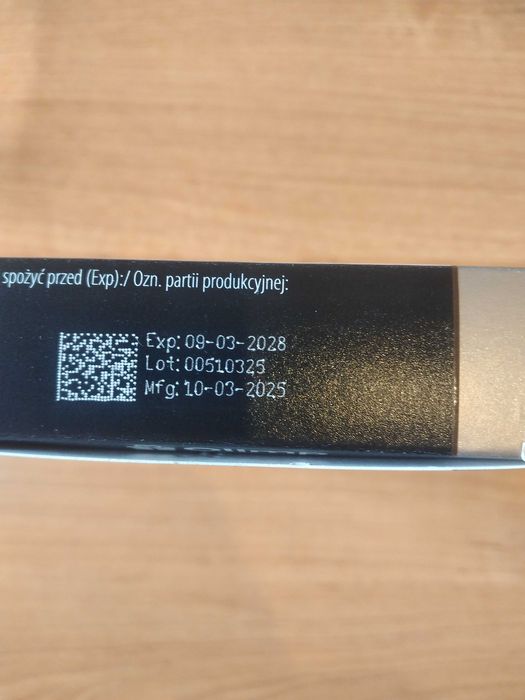 spożyć przed (Exp):/ Ozn. partii produkcyjnej:
Exp: 09-03-2028
Lot: 00510325
Mfg: 10-03-2025